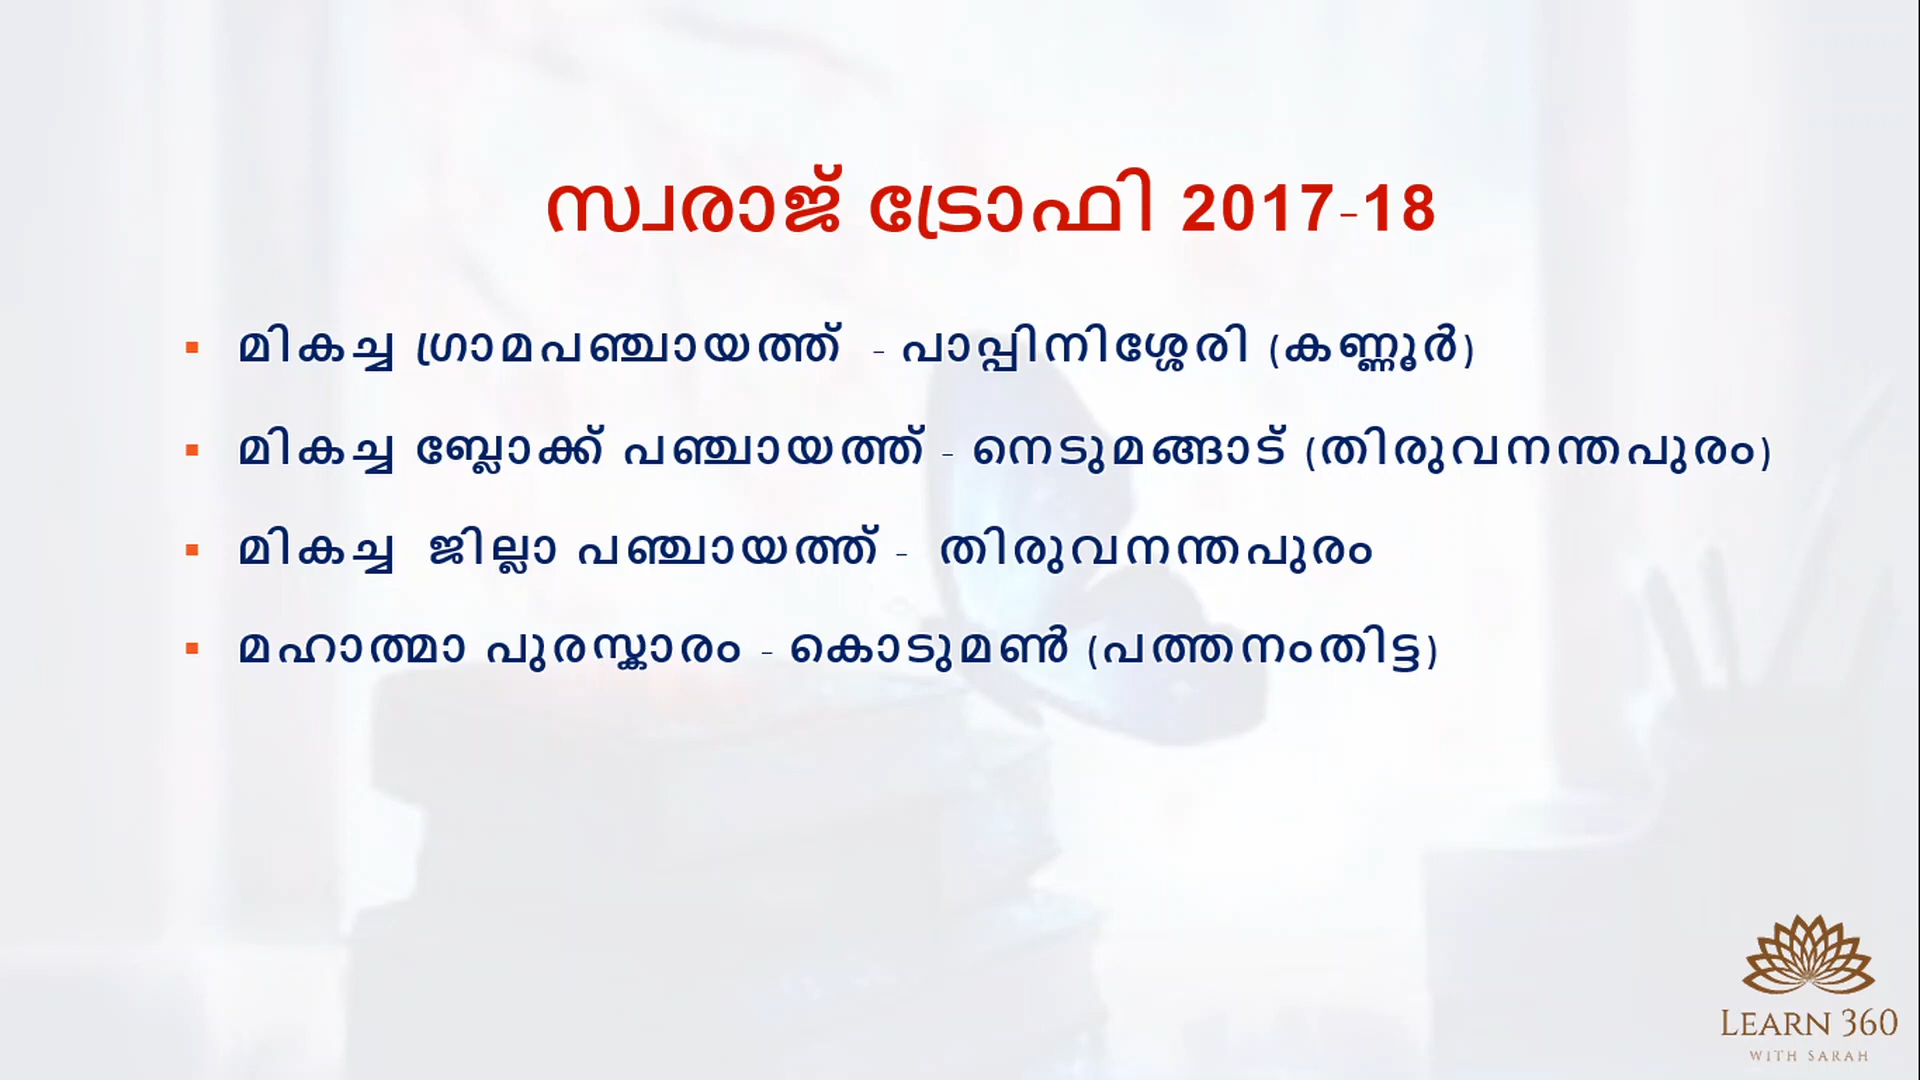 സ്വരാജ് ട്രോഫി 2017-18
▪ മികച്ച ഗ്രാമപഞ്ചായത്ത് - പാപ്പിനിശ്ശേരി (കണ്ണൂർ)
▪ മികച്ച ബ്ലോക്ക് പഞ്ചായത്ത് - നെടുമങ്ങാട് (തിരുവനന്തപുരം)
▪ മികച്ച ജില്ലാ പഞ്ചായത്ത് - തിരുവനന്തപുരം
▪ മഹാത്മാ പുരസ്കാരം - കൊടുമൺ (പത്തനംതിട്ട)
LEARN 360
WITH SARAH